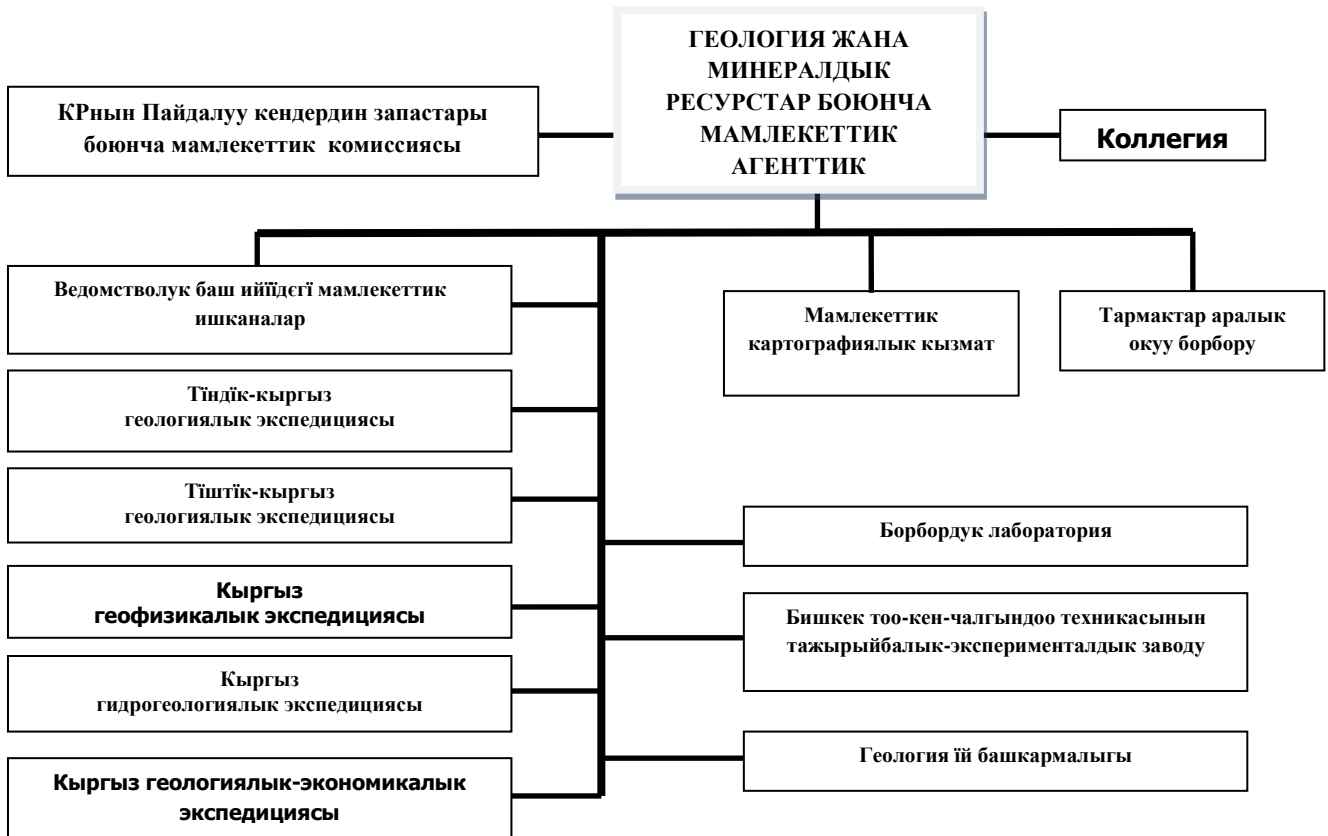 ГЕОЛОГИЯ ЖАНА
МИНЕРАЛДЫК
РЕСУРСТАР БОЮНЧА
МАМЛЕКЕТТИК
АГЕНТТИК
КРнын Пайдалуу кендердин запастары
боюнча мамлекеттик комиссиясы
Коллегия
Ведомстволук баш ийїїдєгї мамлекеттик
ишканалар
Мамлекеттик
картографиялык кызмат
Тармактар аралык
окуу борбору
Тїндїк-кыргыз
геологиялык экспедициясы
Тїштїк-кыргыз
геологиялык экспедициясы
Кыргыз
геофизикалык экспедициясы
Кыргыз
гидрогеологиялык экспедициясы
Кыргыз геологиялык-экономикалык
экспедициясы
Борбордук лаборатория
Бишкек тоо-кен-чалгындоо техникасынын
тажырыйбалык-эксперименталдык заводу
Геология їй башкармалыгы